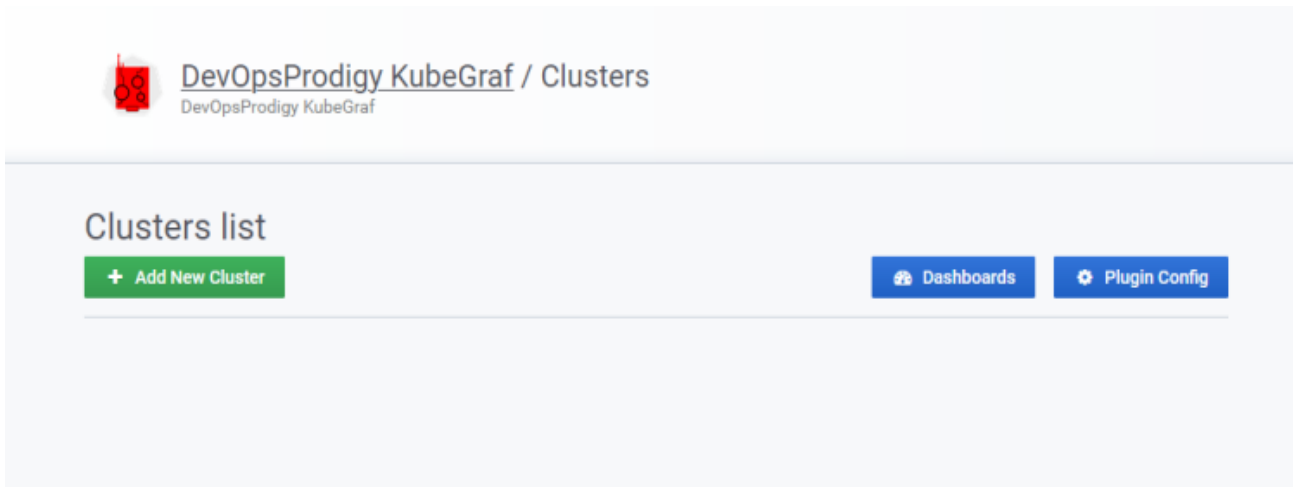 DevOpsProdigy KubeGraf / Clusters
DevOpsProdigy KubeGraf
Clusters list
Add New Cluster
Dashboards
Plugin Config